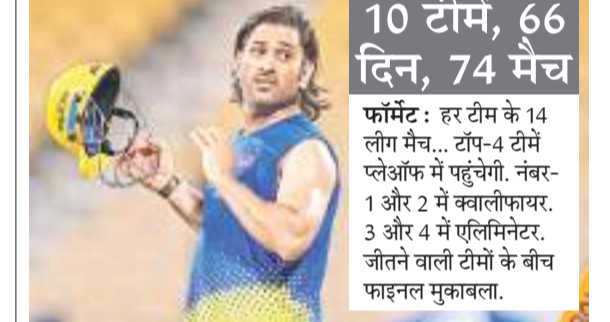 10 टीमें, 66
दिन, 74 मैच
फॉर्मेट : हर टीम के 14
लीग मैच... टॉप-4 टीमें
प्लेऑफ में पहुंचेगी. नंबर-
1 और 2 में क्वालीफायर.
3 और 4 में एलिमिनेटर.
जीतने वाली टीमों के बीच
फाइनल मुकाबला.